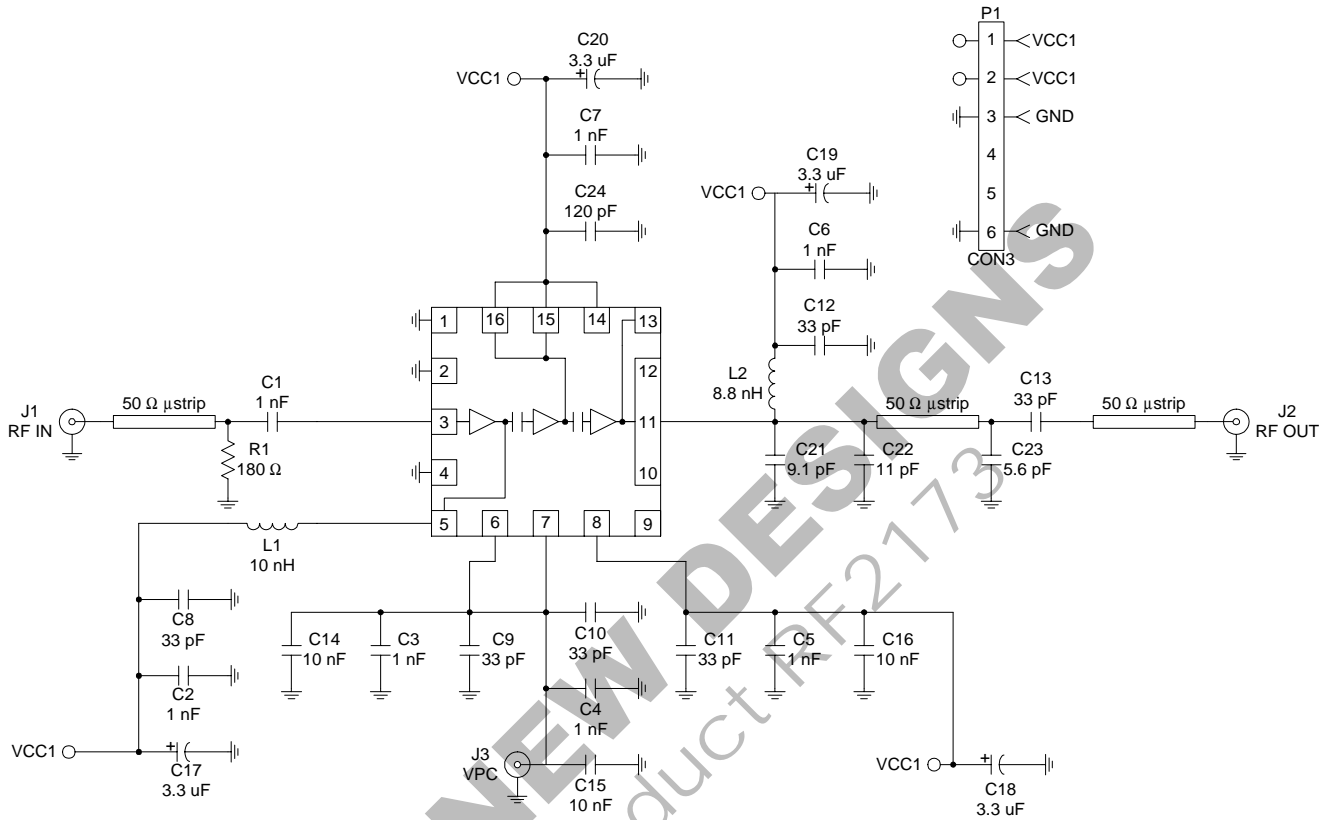 P1
1
VCC1
2
VCC1
3
GND
4
5
6
GND
CON3
C20
3.3 uF
+
VCC1
C7
1 nF
C24
120 pF
C19
3.3 uF
+
VCC1
C6
1 nF
C12
33 pF
L2
8.8 nH
1
16
15
14
13
2
12
3
11
4
10
5
6
7
8
9
J1
RF IN
50 Ω µstrip
C1
1 nF
R1
180 Ω
50 Ω µstrip
C13
33 pF
50 Ω µstrip
J2
RF OUT
C21
9.1 pF
C22
11 pF
C23
5.6 pF
L1
10 nH
C8
33 pF
C2
1 nF
VCC1
+
C17
3.3 uF
C14
10 nF
C3
1 nF
C9
33 pF
C10
33 pF
C11
33 pF
C5
1 nF
C16
10 nF
C4
1 nF
J3
VPC
C15
10 nF
VCC1
+
C18
3.3 uF
NEW DESIGNS
duct RF2173